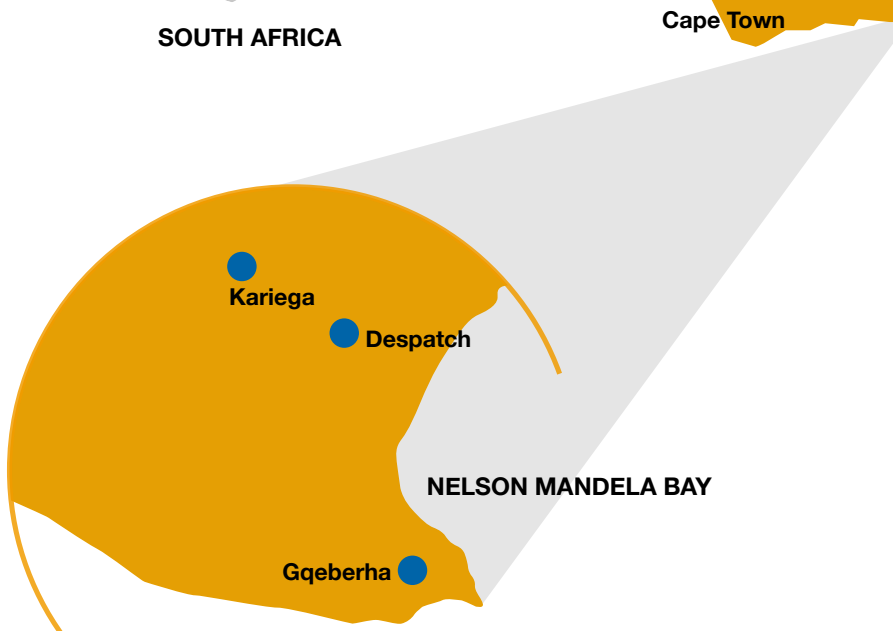 Cape Town
SOUTH AFRICA
Kariega
Despatch
NELSON MANDELA BAY
Gqeberha